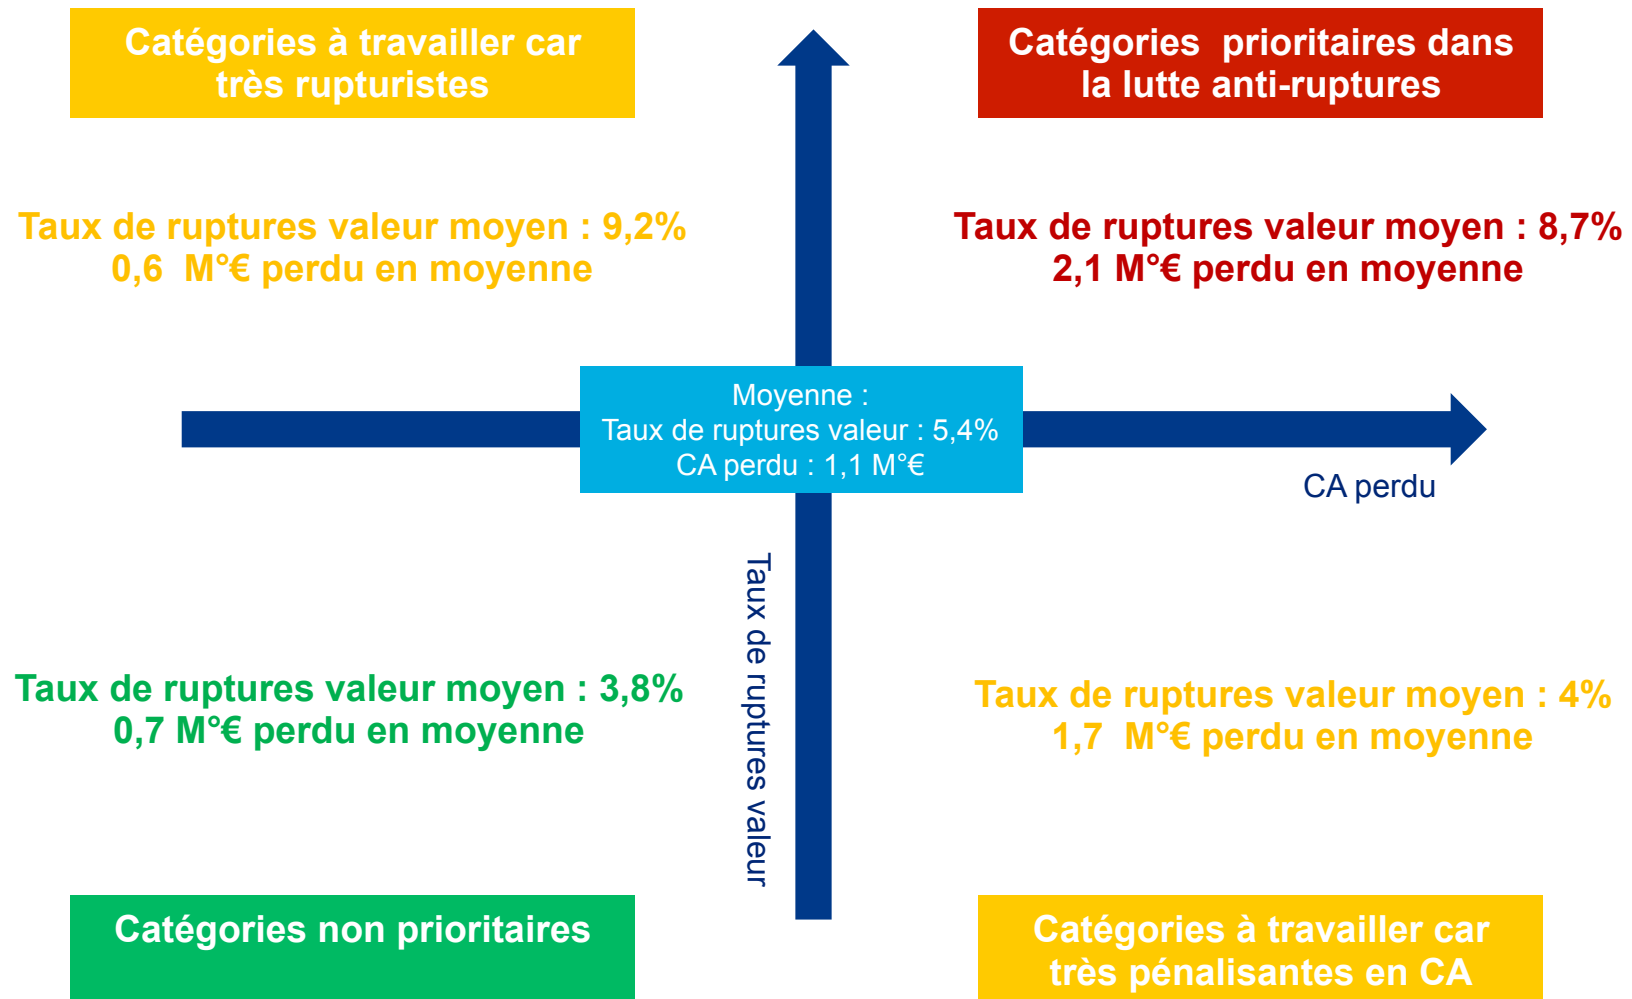 Catégories à travailler car
très rupturistes
Catégories  prioritaires dans
la lutte anti-ruptures
Taux de ruptures valeur moyen : 9,2%
0,6  M°€ perdu en moyenne
Taux de ruptures valeur moyen : 8,7%
2,1 M°€ perdu en moyenne
Moyenne :
Taux de ruptures valeur : 5,4%
CA perdu : 1,1 M°€
CA perdu
Taux de ruptures valeur
Taux de ruptures valeur moyen : 3,8%
0,7 M°€ perdu en moyenne
Taux de ruptures valeur moyen : 4%
1,7  M°€ perdu en moyenne
Catégories non prioritaires
Catégories à travailler car
très pénalisantes en CA